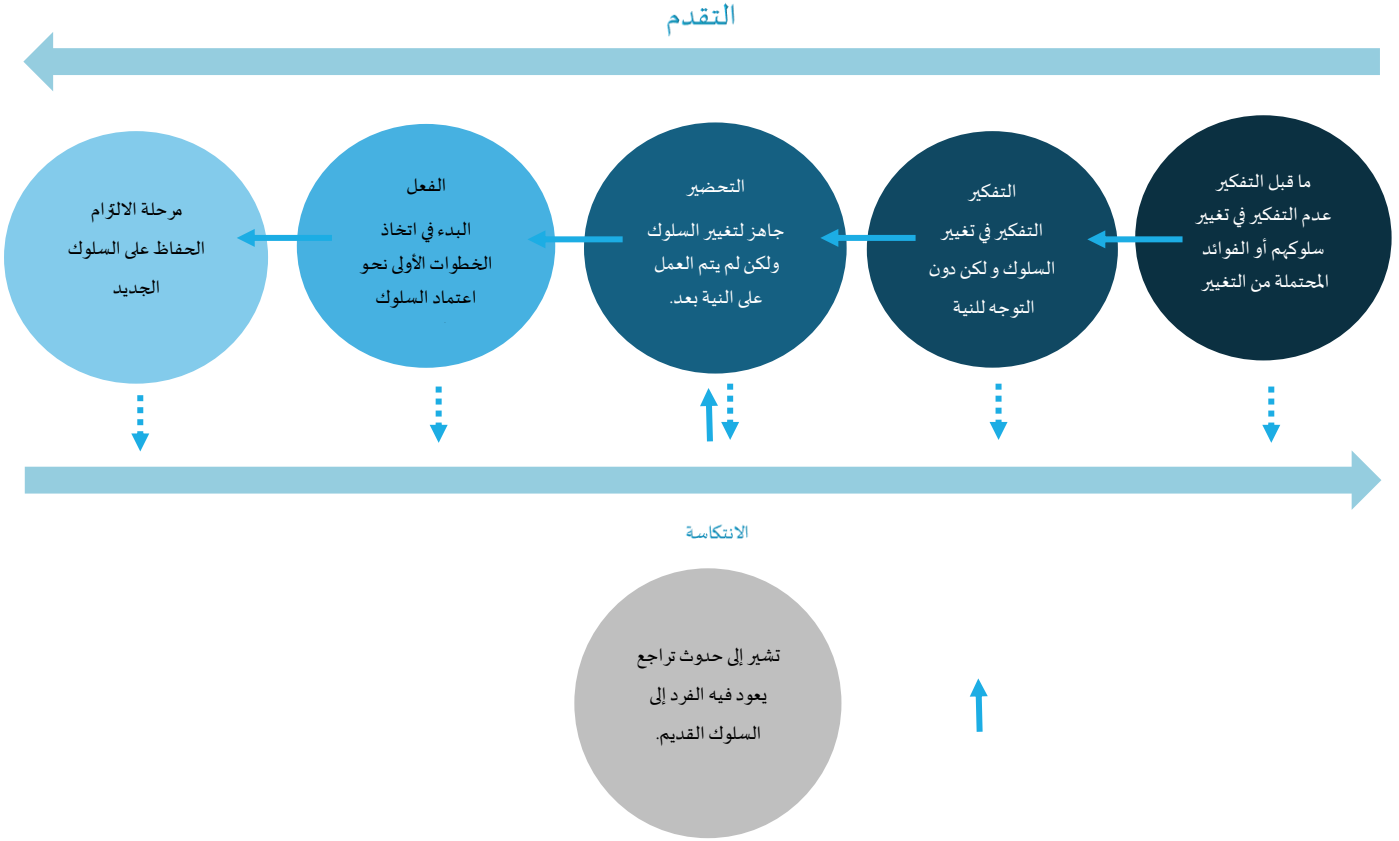 التقدم
ما قبل التفكير
عدم التفكير في تغيير
سلوكهم أو الفوائد
المحتملة من التغيير
التفكير
التفكير في تغيير
السلوك و لكن دون
التوجه للنية
التحضير
جاهز لتغيير السلوك
ولكن لم يتم العمل
على النية بعد.
الفعل
البدء في اتخاذ
الخطوات الأولى نحو
اعتماد السلوك
مرحلة الالتزام
الحفاظ على السلوك
الجديد
الانتكاسة
تشير إلى حدوث تراجع
يعود فيه الفرد إلى
السلوك القديم.